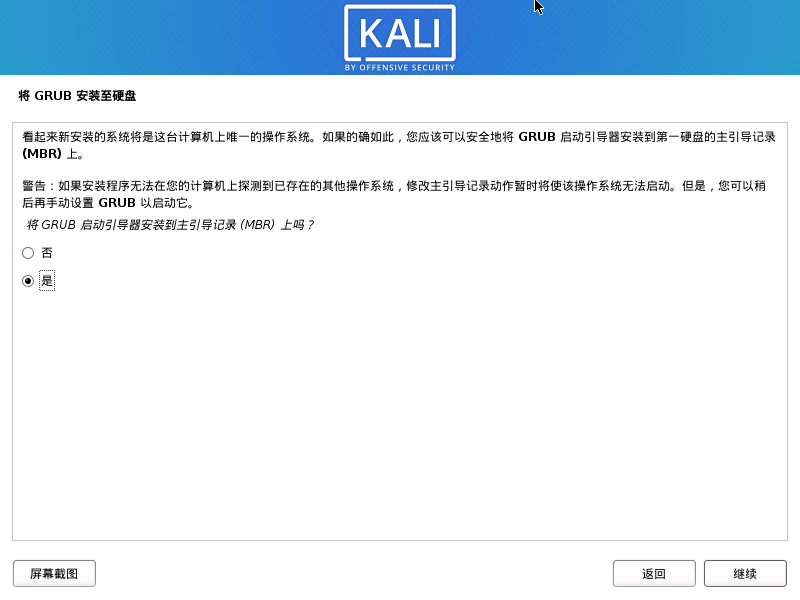 KALI
BY OFFENSIVE SECURITY
将 GRUB 安装至硬盘
看起来新安装的系统将是这台计算机上唯一的操作系统。如果的确如此，您应该可以安全地将 GRUB 启动引导器安装到第一硬盘的主引导记录
(MBR) 上。
警告：如果安装程序无法在您的计算机上探测到已存在的其他操作系统，修改主引导记录动作暂时将使该操作系统无法启动。但是，您可以稍
后再手动设置 GRUB 以启动它。
将 GRUB 启动引导器安装到主引导记录 (MBR) 上吗？
否
是
屏幕截图
返回
继续